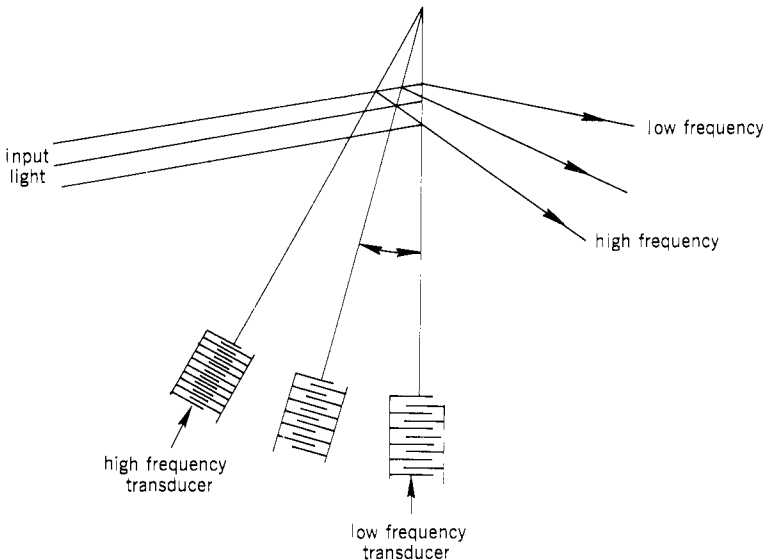 input
light
low frequency
high frequency
high frequency
transducer
low frequency
transducer